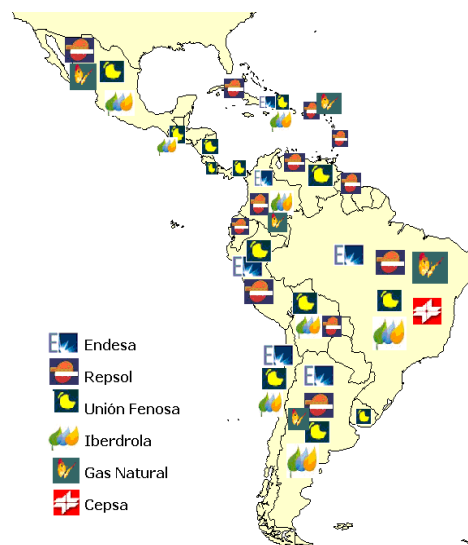 Endesa
Repsol
Unión Fenosa
Iberdrola
Gas Natural
Cepsa